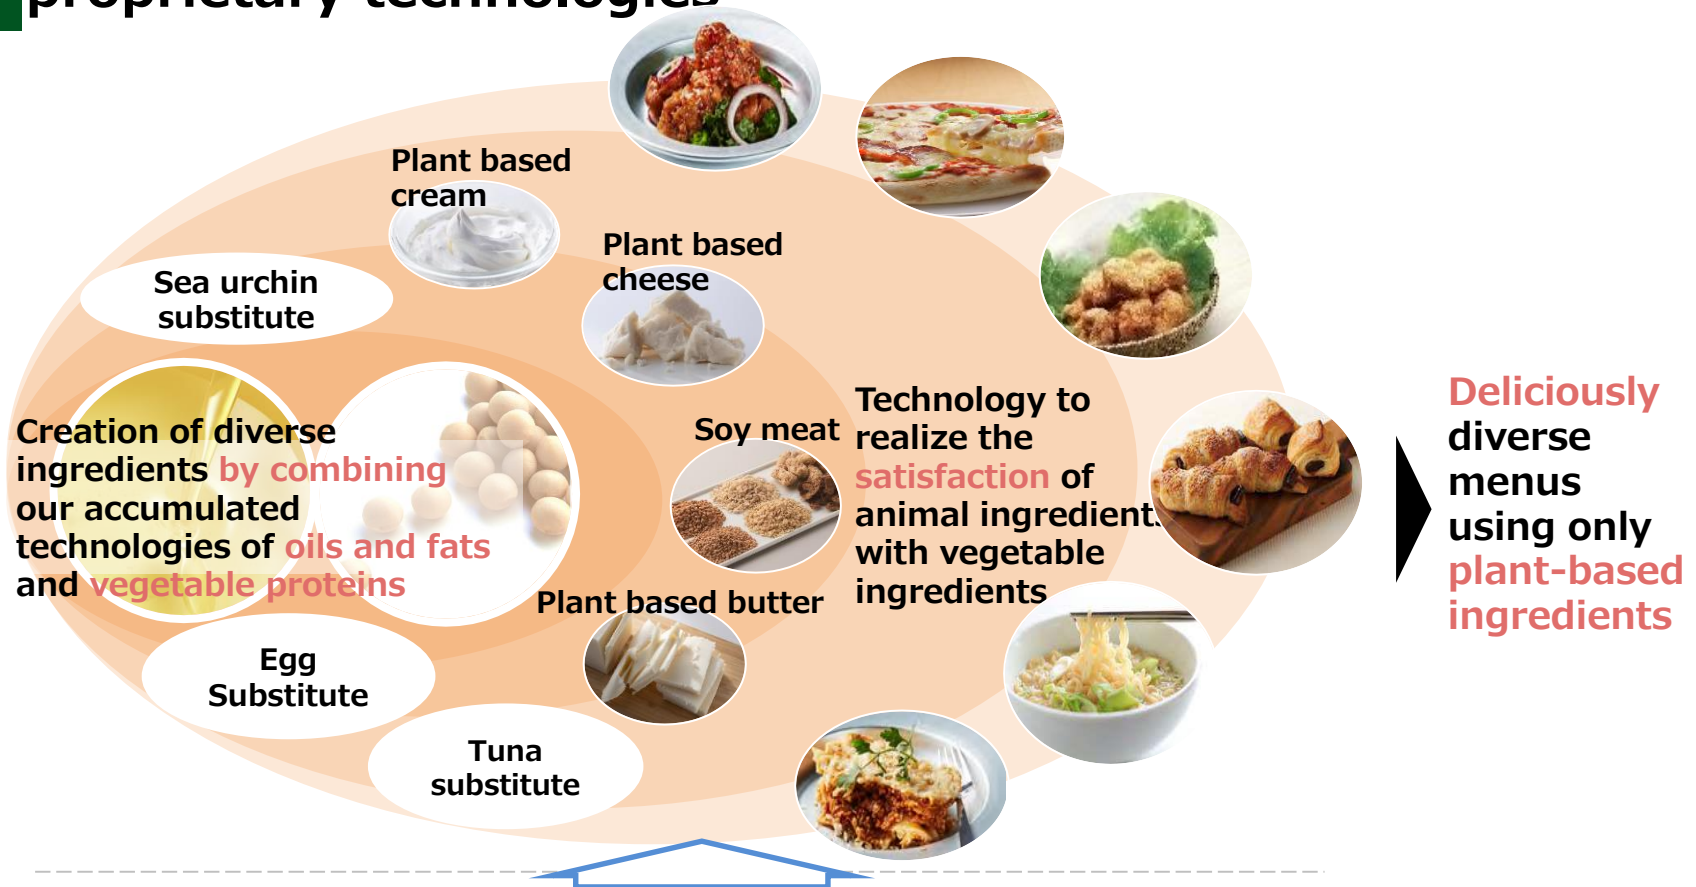 proprietary technologies
Plant based
cream
Plant based
cheese
Sea urchin
substitute
Creation of diverse
ingredients by combining
our accumulated
technologies of oils and fats
and vegetable proteins
Soy meat
Technology to
realize the
satisfaction of
animal ingredients
with vegetable
ingredients
Plant based butter
Egg
Substitute
Tuna
substitute
Deliciously
diverse
menus
using only
plant-based
ingredients